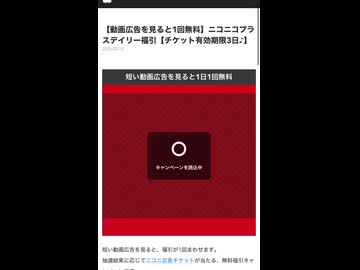 【動画広告を見ると1回無料】ニコニコプラ
スデイリー福引【チケット有効期限3日♪】
短い動画広告を見ると1日1回無料
キャンペーンを読込中
短い動画広告を見ると、福引が1回まわせます。
抽選結果に応じてニコニ広告チケットが当たる、無料福引キャ